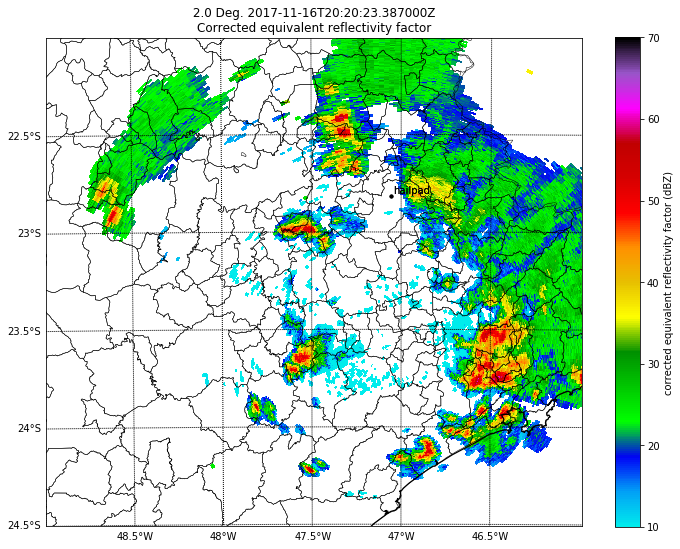 2.0 Deg. 2017-11-16T20:20:23.387000Z
Corrected equivalent reflectivity factor
22.5°S
23°S
23.5°S
24°S
24.5°S
48.5°W
48°W
47.5°W
47°W
46.5°W
hailpad
70
60
50
40
30
20
10
corrected equivalent reflectivity factor (dBZ)